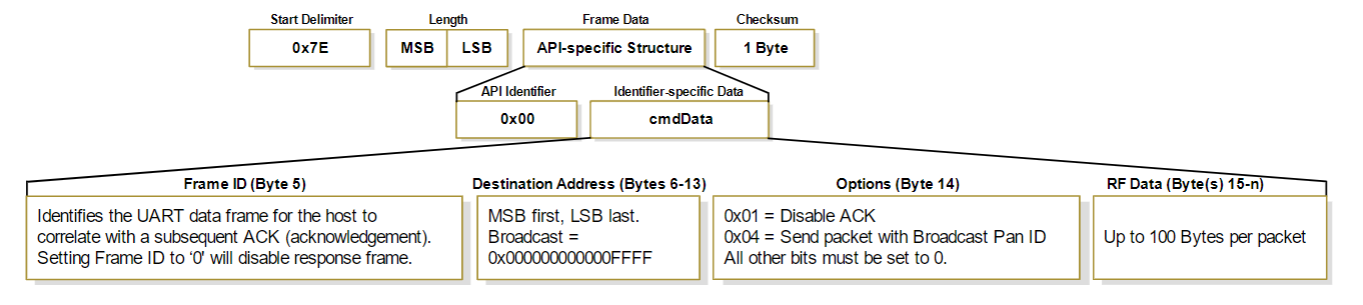 Start Delimiter
Length
Frame Data
Checksum
0x7E
MSB
LSB
API-specific Structure
1 Byte
API Identifier
Identifier-specific Data
0x00
cmdData
Frame ID (Byte 5)
Destination Address (Bytes 6-13)
Options (Byte 14)
RF Data (Byte(s) 15-n)
Identifies the UART data frame for the host to
correlate with a subsequent ACK (acknowledgement).
Setting Frame ID to ‘0' will disable response frame.
MSB first, LSB last.
Broadcast =
0x000000000000FFFF
0x01 = Disable ACK
0x04 = Send packet with Broadcast Pan ID
All other bits must be set to 0.
Up to 100 Bytes per packet